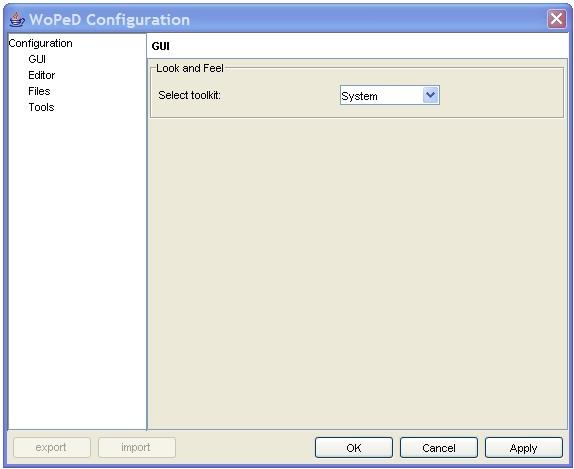 WoPeD Configuration
Configuration
GUI
Editor
Files
Tools
GUI
Look and Feel
Select toolkit:
System
export
import
OK
Cancel
Apply